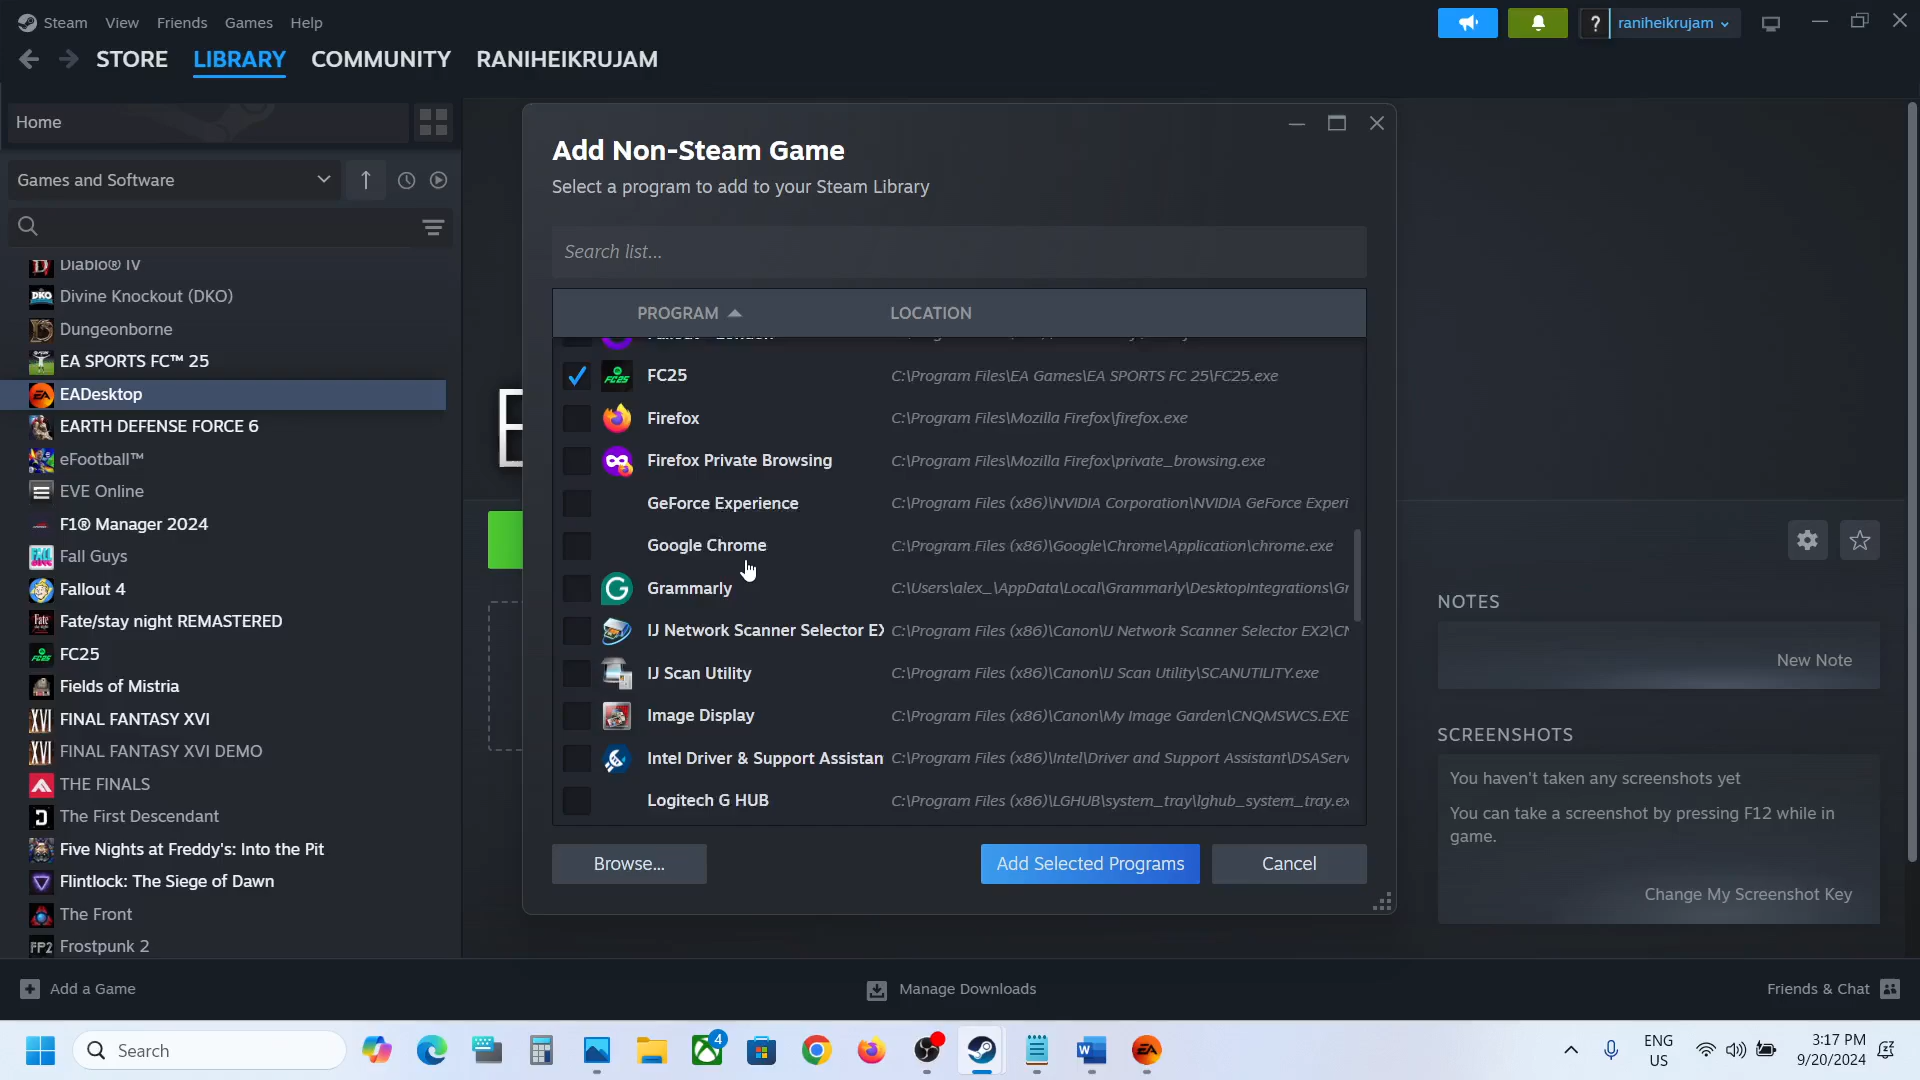 Steam View Friends Games Help
raniheikrujam
STORE LIBRARY COMMUNITY RANIHEIKRUJAM
Home
Games and Software
Diablo® IV
Divine Knockout (DKO)
Dungeonborne
EA SPORTS FC™ 25
EADesktop
EARTH DEFENSE FORCE 6
eFootball™
EVE Online
F1® Manager 2024
Fall Guys
Fallout 4
Fate/stay night REMASTERED
FC25
Fields of Mistria
FINAL FANTASY XVI
FINAL FANTASY XVI DEMO
THE FINALS
The First Descendant
Five Nights at Freddy's: Into the Pit
Flintlock: The Siege of Dawn
The Front
Frostpunk 2
Add a Game
Add Non-Steam Game
Select a program to add to your Steam Library
Search list...
PROGRAM LOCATION
FC25 C:\Program Files\EA Games\EA SPORTS FC 25\FC25.exe
Firefox C:\Program Files\Mozilla Firefox\firefox.exe
Firefox Private Browsing C:\Program Files\Mozilla Firefox\private_browsing.exe
GeForce Experience C:\Program Files (x86)\NVIDIA Corporation\NVIDIA GeForce Experi
Google Chrome C:\Program Files (x86)\Google\Chrome\Application\chrome.exe
Grammarly C:\Users\alex_\AppData\Local\Grammarly\DesktopIntegrations\Gr
IJ Network Scanner Selector EX C:\Program Files (x86)\Canon\IJ Network Scanner Selector EX2\CN
IJ Scan Utility C:\Program Files (x86)\Canon\IJ Scan Utility\SCANUTILITY.exe
Image Display C:\Program Files (x86)\Canon\My Image Garden\CNQMSWCS.EXE
Intel Driver & Support Assistan C:\Program Files (x86)\Intel\Driver and Support Assistant\DSAServ
Logitech G HUB C:\Program Files (x86)\LGHUB\system_tray\lghub_system_tray.ex
Browse... Add Selected Programs Cancel
NOTES
New Note
SCREENSHOTS
You haven't taken any screenshots yet
You can take a screenshot by pressing F12 while in
game.
Change My Screenshot Key
Manage Downloads
Friends & Chat
Search
4
ENG
US
3:17 PM
9/20/2024